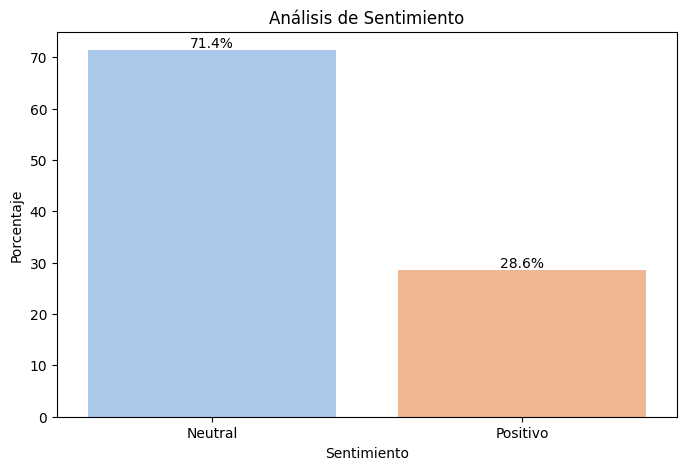 Análisis de Sentimiento
71.4%
70
60
50
40
30
20
10
0
28.6%
Porcentaje
Neutral
Positivo
Sentimiento